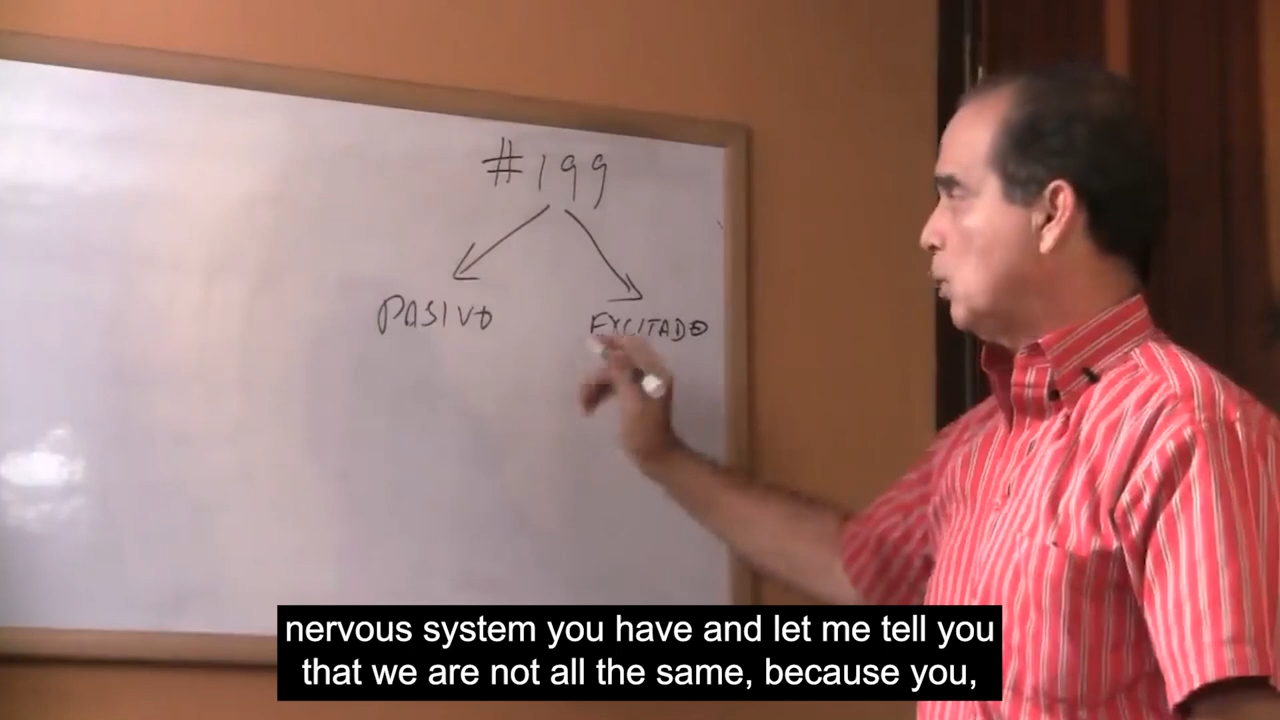 #199
PASIVO
EXCITADO
nervous system you have and let me tell you
that we are not all the same, because you,